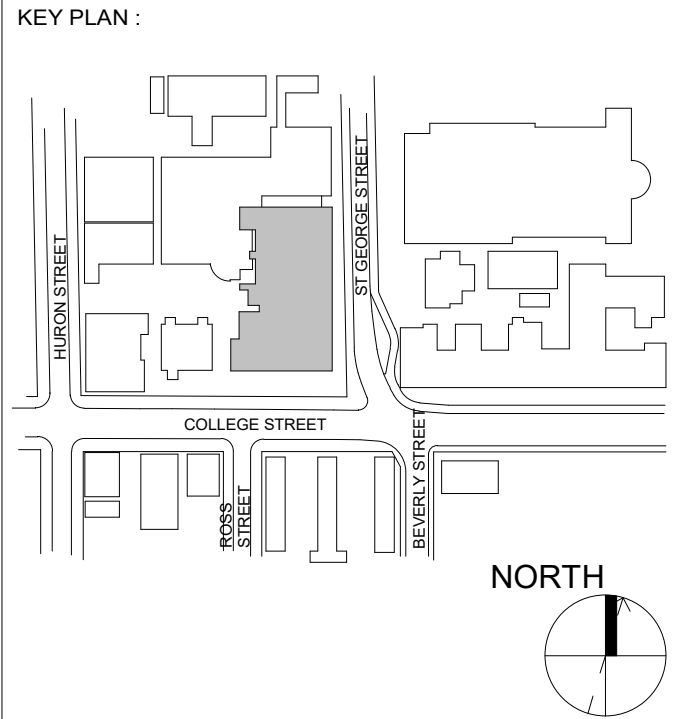 KEY PLAN :
HURON STREET
ST GEORGE STREET
COLLEGE STREET
ROSS
STREET
BEVERLY STREET
NORTH